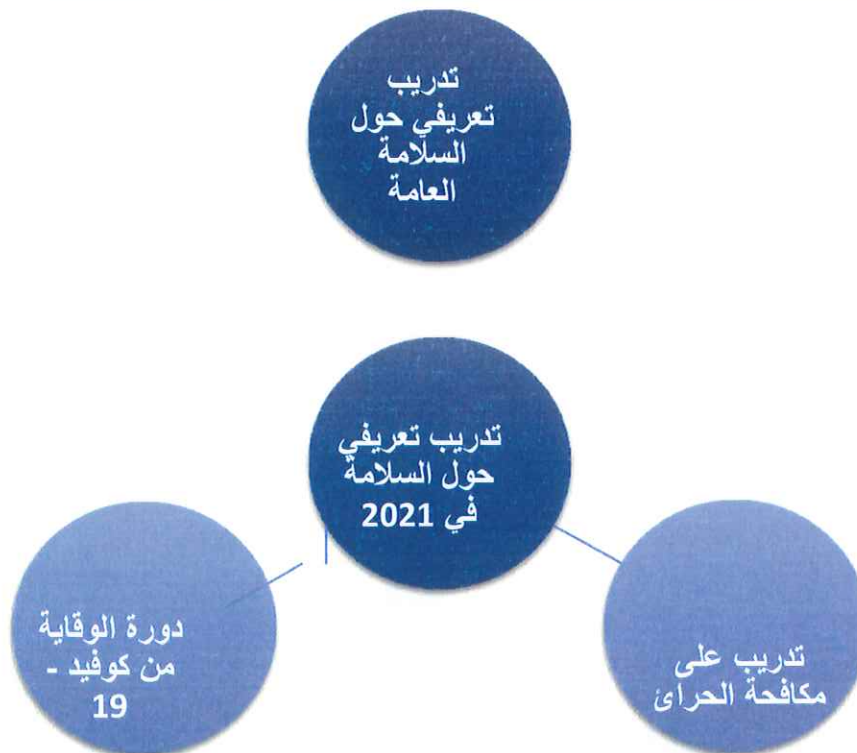 تدريب
تعريفي حول
السلامة
العامة
تدريب تعريفي
حول السلامة
في 2021
تدريب على
مكافحة الحرائ
دورة الوقاية
من كوفيد -
19